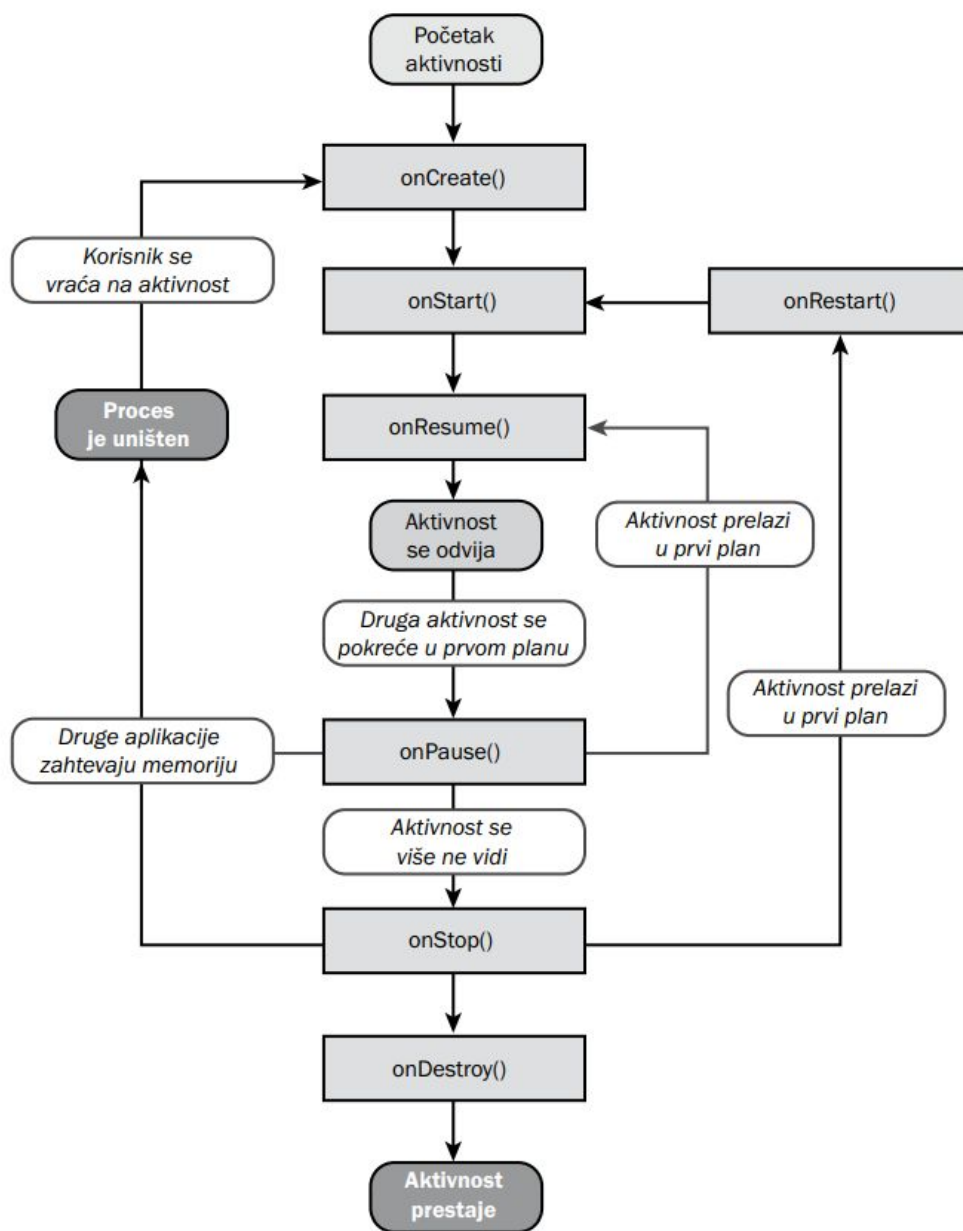 Početak
aktivnosti
onCreate()
Korisnik se
vraća na aktivnost
onStart()
onRestart()
Proces
je uništen
onResume()
Aktivnost
se odvija
Aktivnost prelazi
u prvi plan
Druga aktivnost se
pokreće u prvom planu
Aktivnost prelazi
u prvi plan
Druge aplikacije
zahtevaju memoriju
onPause()
Aktivnost se
više ne vidi
onStop()
onDestroy()
Aktivnost
prestaje